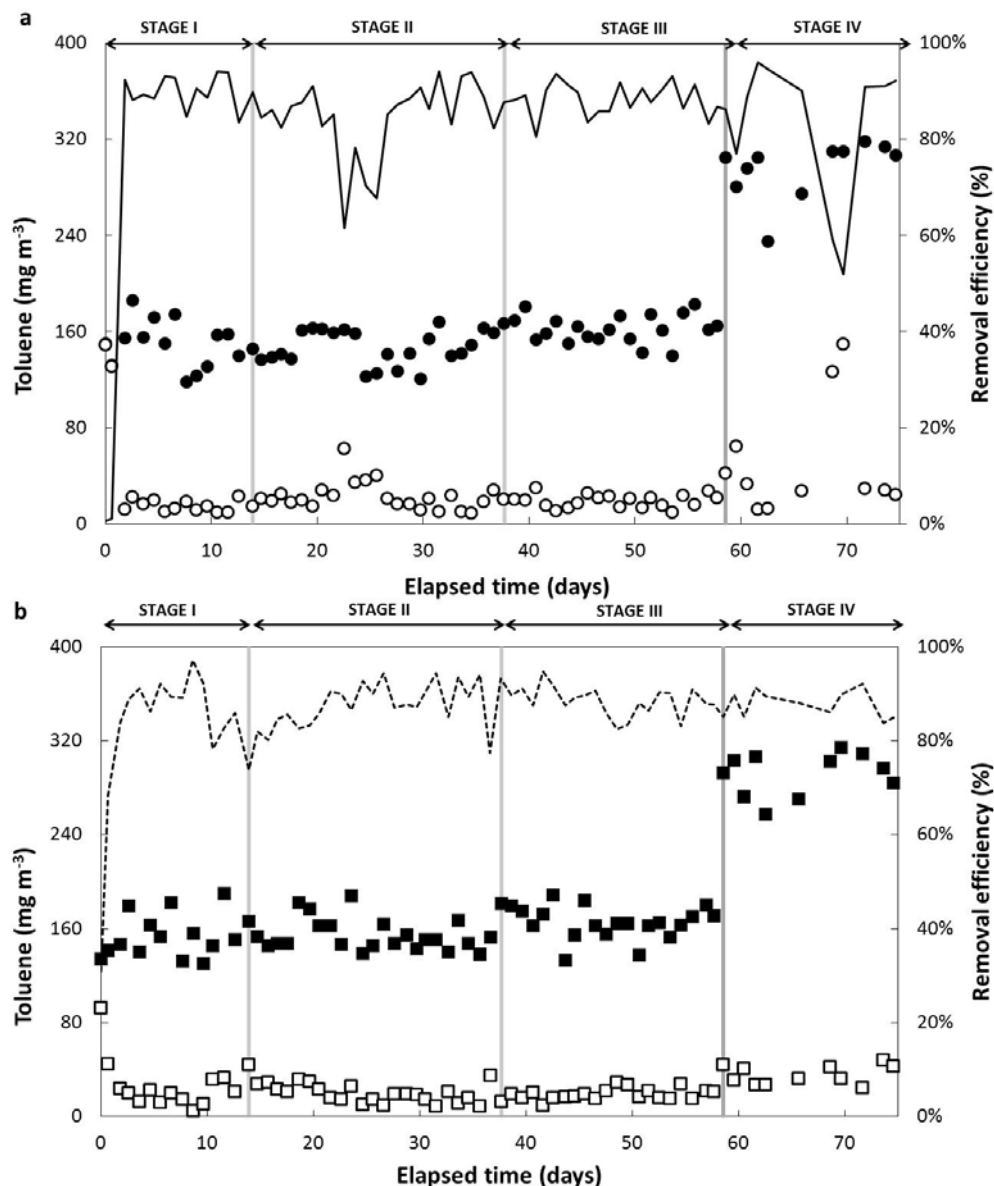 a
STAGE I STAGE II STAGE III STAGE IV
400 100%
320 80%
240 60%
160 40%
80 20%
0 0%
Toluene (mg m⁻³)
Removal efficiency (%)
0 10 20 30 40 50 60 70
Elapsed time (days)
b
STAGE I STAGE II STAGE III STAGE IV
400 100%
320 80%
240 60%
160 40%
80 20%
0 0%
Toluene (mg m⁻³)
Removal efficiency (%)
0 10 20 30 40 50 60 70
Elapsed time (days)